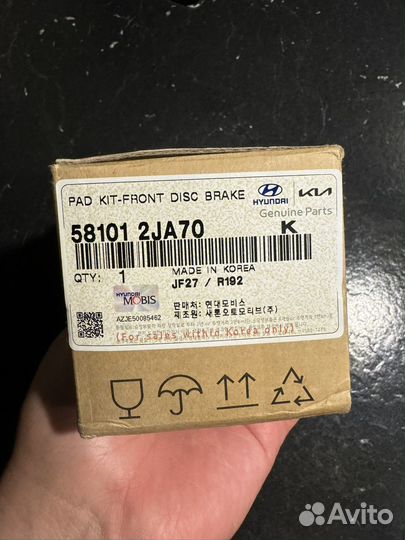 PAD KIT-FRONT DISC BRAKE
HYUNDAI
KIA
Genuine Parts
58101 2JA70 K
QTY: 1
MADE IN KOREA
JF27 / R192
HYUNDAI
MOBIS
판매처: 현대모비스
제조원: 새론오토모티브(주)
AZJE50085462
(For sales within Korea only)
Avito